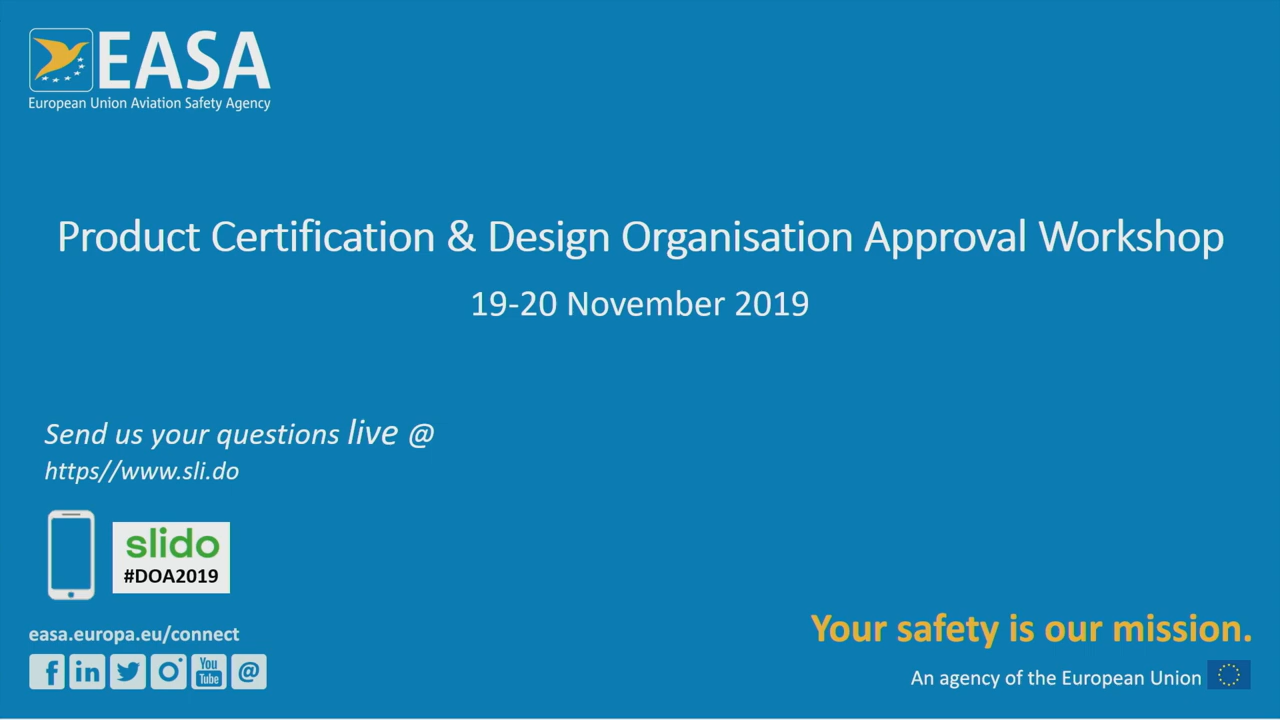 EASA
European Union Aviation Safety Agency
Product Certification & Design Organisation Approval Workshop
19-20 November 2019
Send us your questions live @
https//www.sli.do
slido
#DOA2019
easa.europa.eu/connect
f in You Tube @
Your safety is our mission.
An agency of the European Union